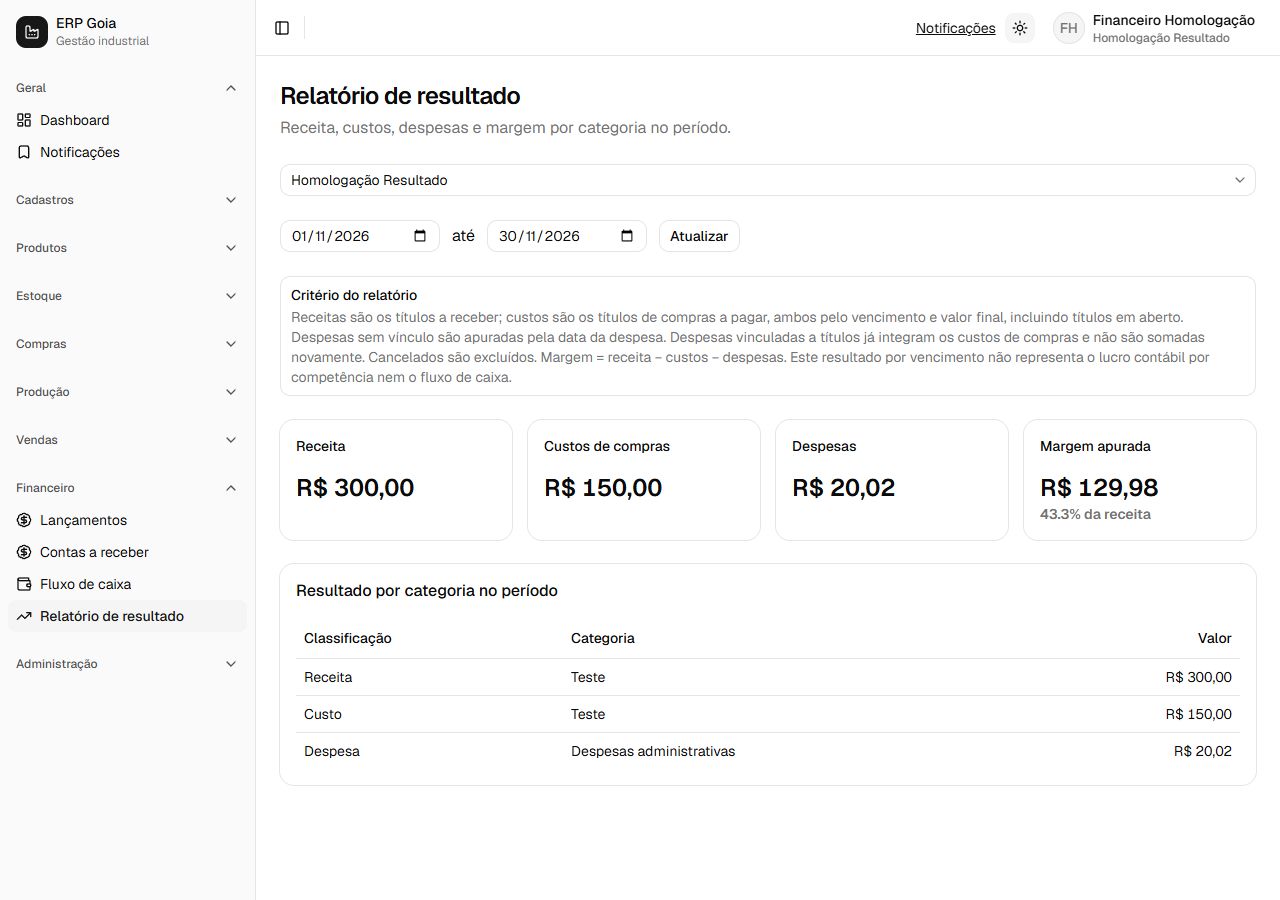 ERP Goia
Gestão industrial
Geral
Dashboard
Notificações
Cadastros
Produtos
Estoque
Compras
Produção
Vendas
Financeiro
Lançamentos
Contas a receber
Fluxo de caixa
Relatório de resultado
Administração
Notificações
FH
Financeiro Homologação
Homologação Resultado
Relatório de resultado
Receita, custos, despesas e margem por categoria no período.
Homologação Resultado
01/11/2026 até 30/11/2026 Atualizar
Critério do relatório
Receitas são os títulos a receber; custos são os títulos de compras a pagar, ambos pelo vencimento e valor final, incluindo títulos em aberto.
Despesas sem vínculo são apuradas pela data da despesa. Despesas vinculadas a títulos já integram os custos de compras e não são somadas
novamente. Cancelados são excluídos. Margem = receita – custos – despesas. Este resultado por vencimento não representa o lucro contábil por
competência nem o fluxo de caixa.
Receita
R$ 300,00
Custos de compras
R$ 150,00
Despesas
R$ 20,02
Margem apurada
R$ 129,98
43.3% da receita
Resultado por categoria no período
Classificação Categoria Valor
Receita Teste R$ 300,00
Custo Teste R$ 150,00
Despesa Despesas administrativas R$ 20,02